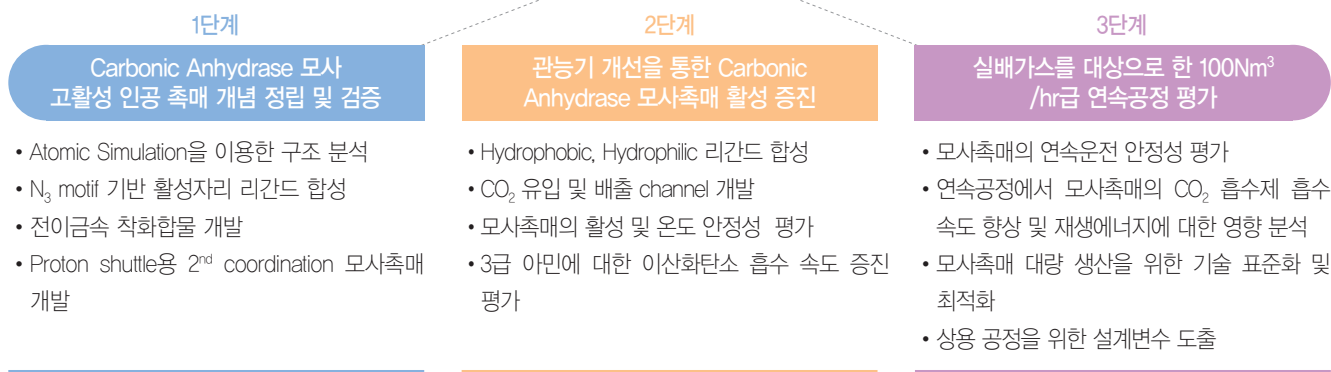 1단계
Carbonic Anhydrase 모사
고활성 인공 촉매 개념 정립 및 검증
• Atomic Simulation을 이용한 구조 분석
• N₃ motif 기반 활성자리 리간드 합성
• 전이금속 착화합물 개발
• Proton shuttle용 2ⁿᵈ coordination 모사촉매
개발
2단계
관능기 개선을 통한 Carbonic
Anhydrase 모사촉매 활성 증진
• Hydrophobic, Hydrophilic 리간드 합성
• CO₂ 유입 및 배출 channel 개발
• 모사촉매의 활성 및 온도 안정성 평가
• 3급 아민에 대한 이산화탄소 흡수 속도 증진
평가
3단계
실배가스를 대상으로 한 100Nm³
/hr급 연속공정 평가
• 모사촉매의 연속운전 안정성 평가
• 연속공정에서 모사촉매의 CO₂ 흡수제 흡수
속도 향상 및 재생에너지에 대한 영향 분석
• 모사촉매 대량 생산을 위한 기술 표준화 및
최적화
• 상용 공정을 위한 설계변수 도출